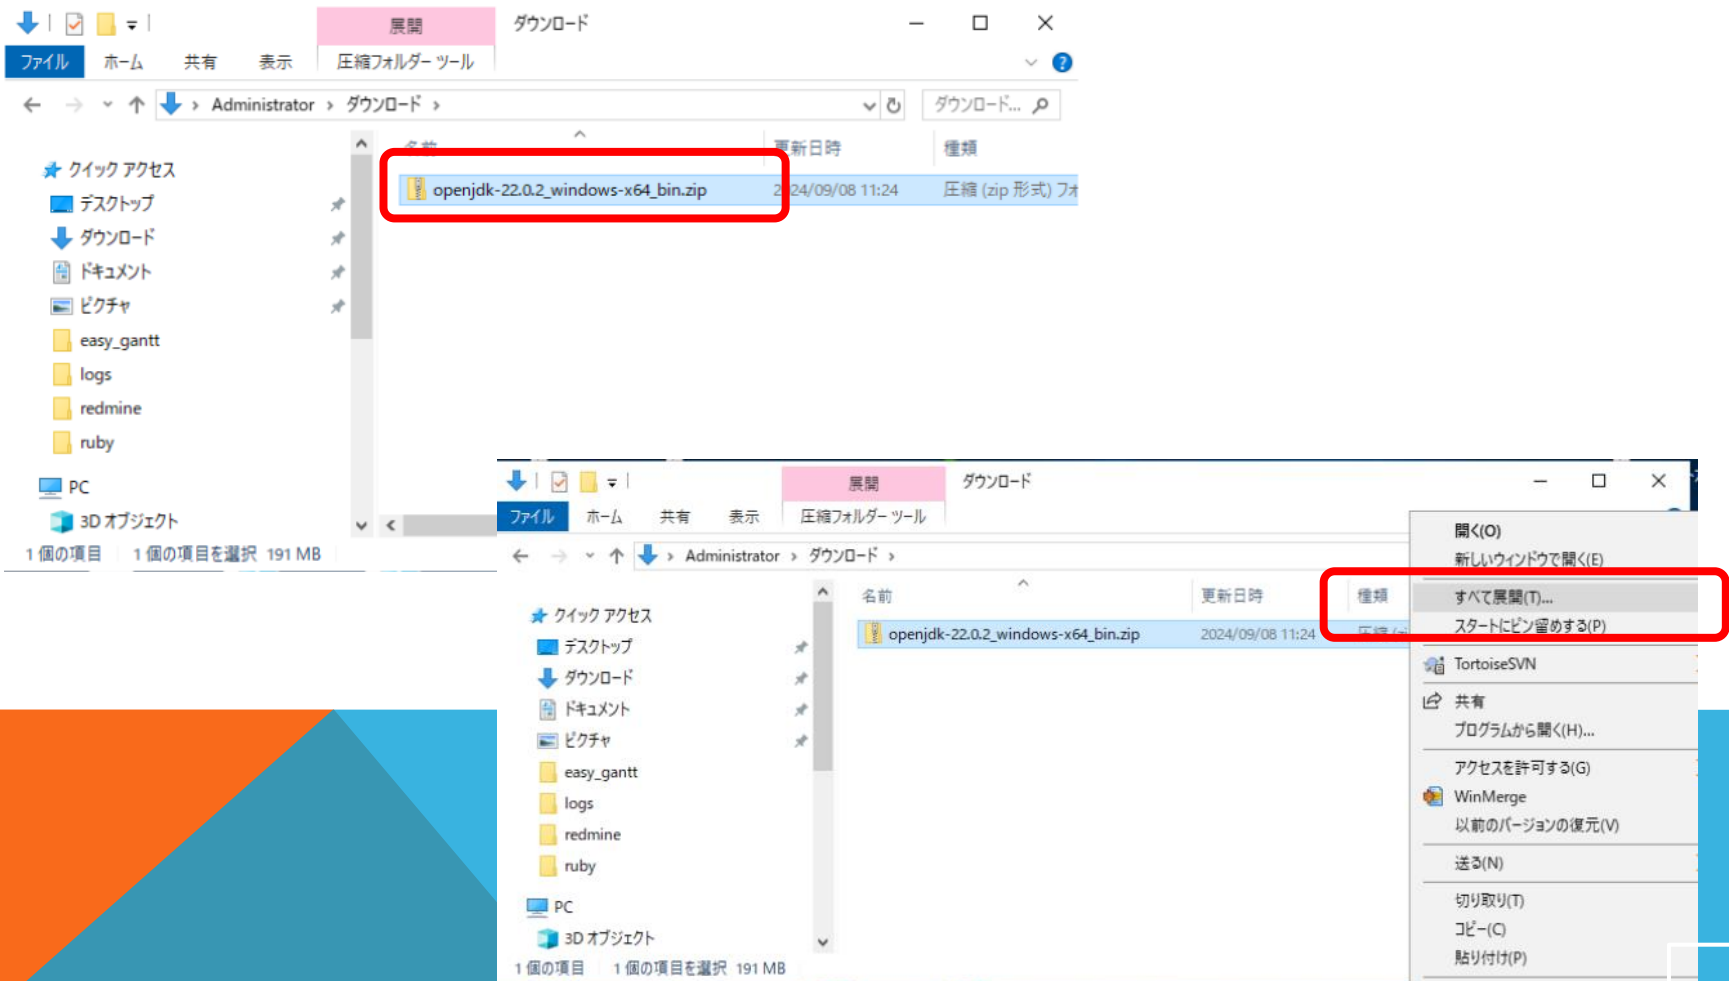 展開
ダウンロード
ファイル ホーム 共有 表示 圧縮フォルダー ツール
Administrator › ダウンロード ›
ダウンロード...
名前 更新日時 種類
openjdk-22.0.2_windows-x64_bin.zip 2024/09/08 11:24 圧縮 (zip 形式) フォ
クイック アクセス
デスクトップ
ダウンロード
ドキュメント
ピクチャ
easy_gantt
logs
redmine
ruby
PC
3D オブジェクト
1 個の項目 1 個の項目を選択 191 MB
展開
ダウンロード
ファイル ホーム 共有 表示 圧縮フォルダー ツール
Administrator › ダウンロード ›
名前 更新日時 種類
openjdk-22.0.2_windows-x64_bin.zip 2024/09/08 11:24
クイック アクセス
デスクトップ
ダウンロード
ドキュメント
ピクチャ
easy_gantt
logs
redmine
ruby
PC
3D オブジェクト
1 個の項目 1 個の項目を選択 191 MB
開く(O)
新しいウィンドウで開く(E)
すべて展開(T)...
スタートにピン留めする(P)
TortoiseSVN
共有
プログラムから開く(H)...
アクセスを許可する(G)
WinMerge
以前のバージョンの復元(V)
送る(N)
切り取り(T)
コピー(C)
貼り付け(P)